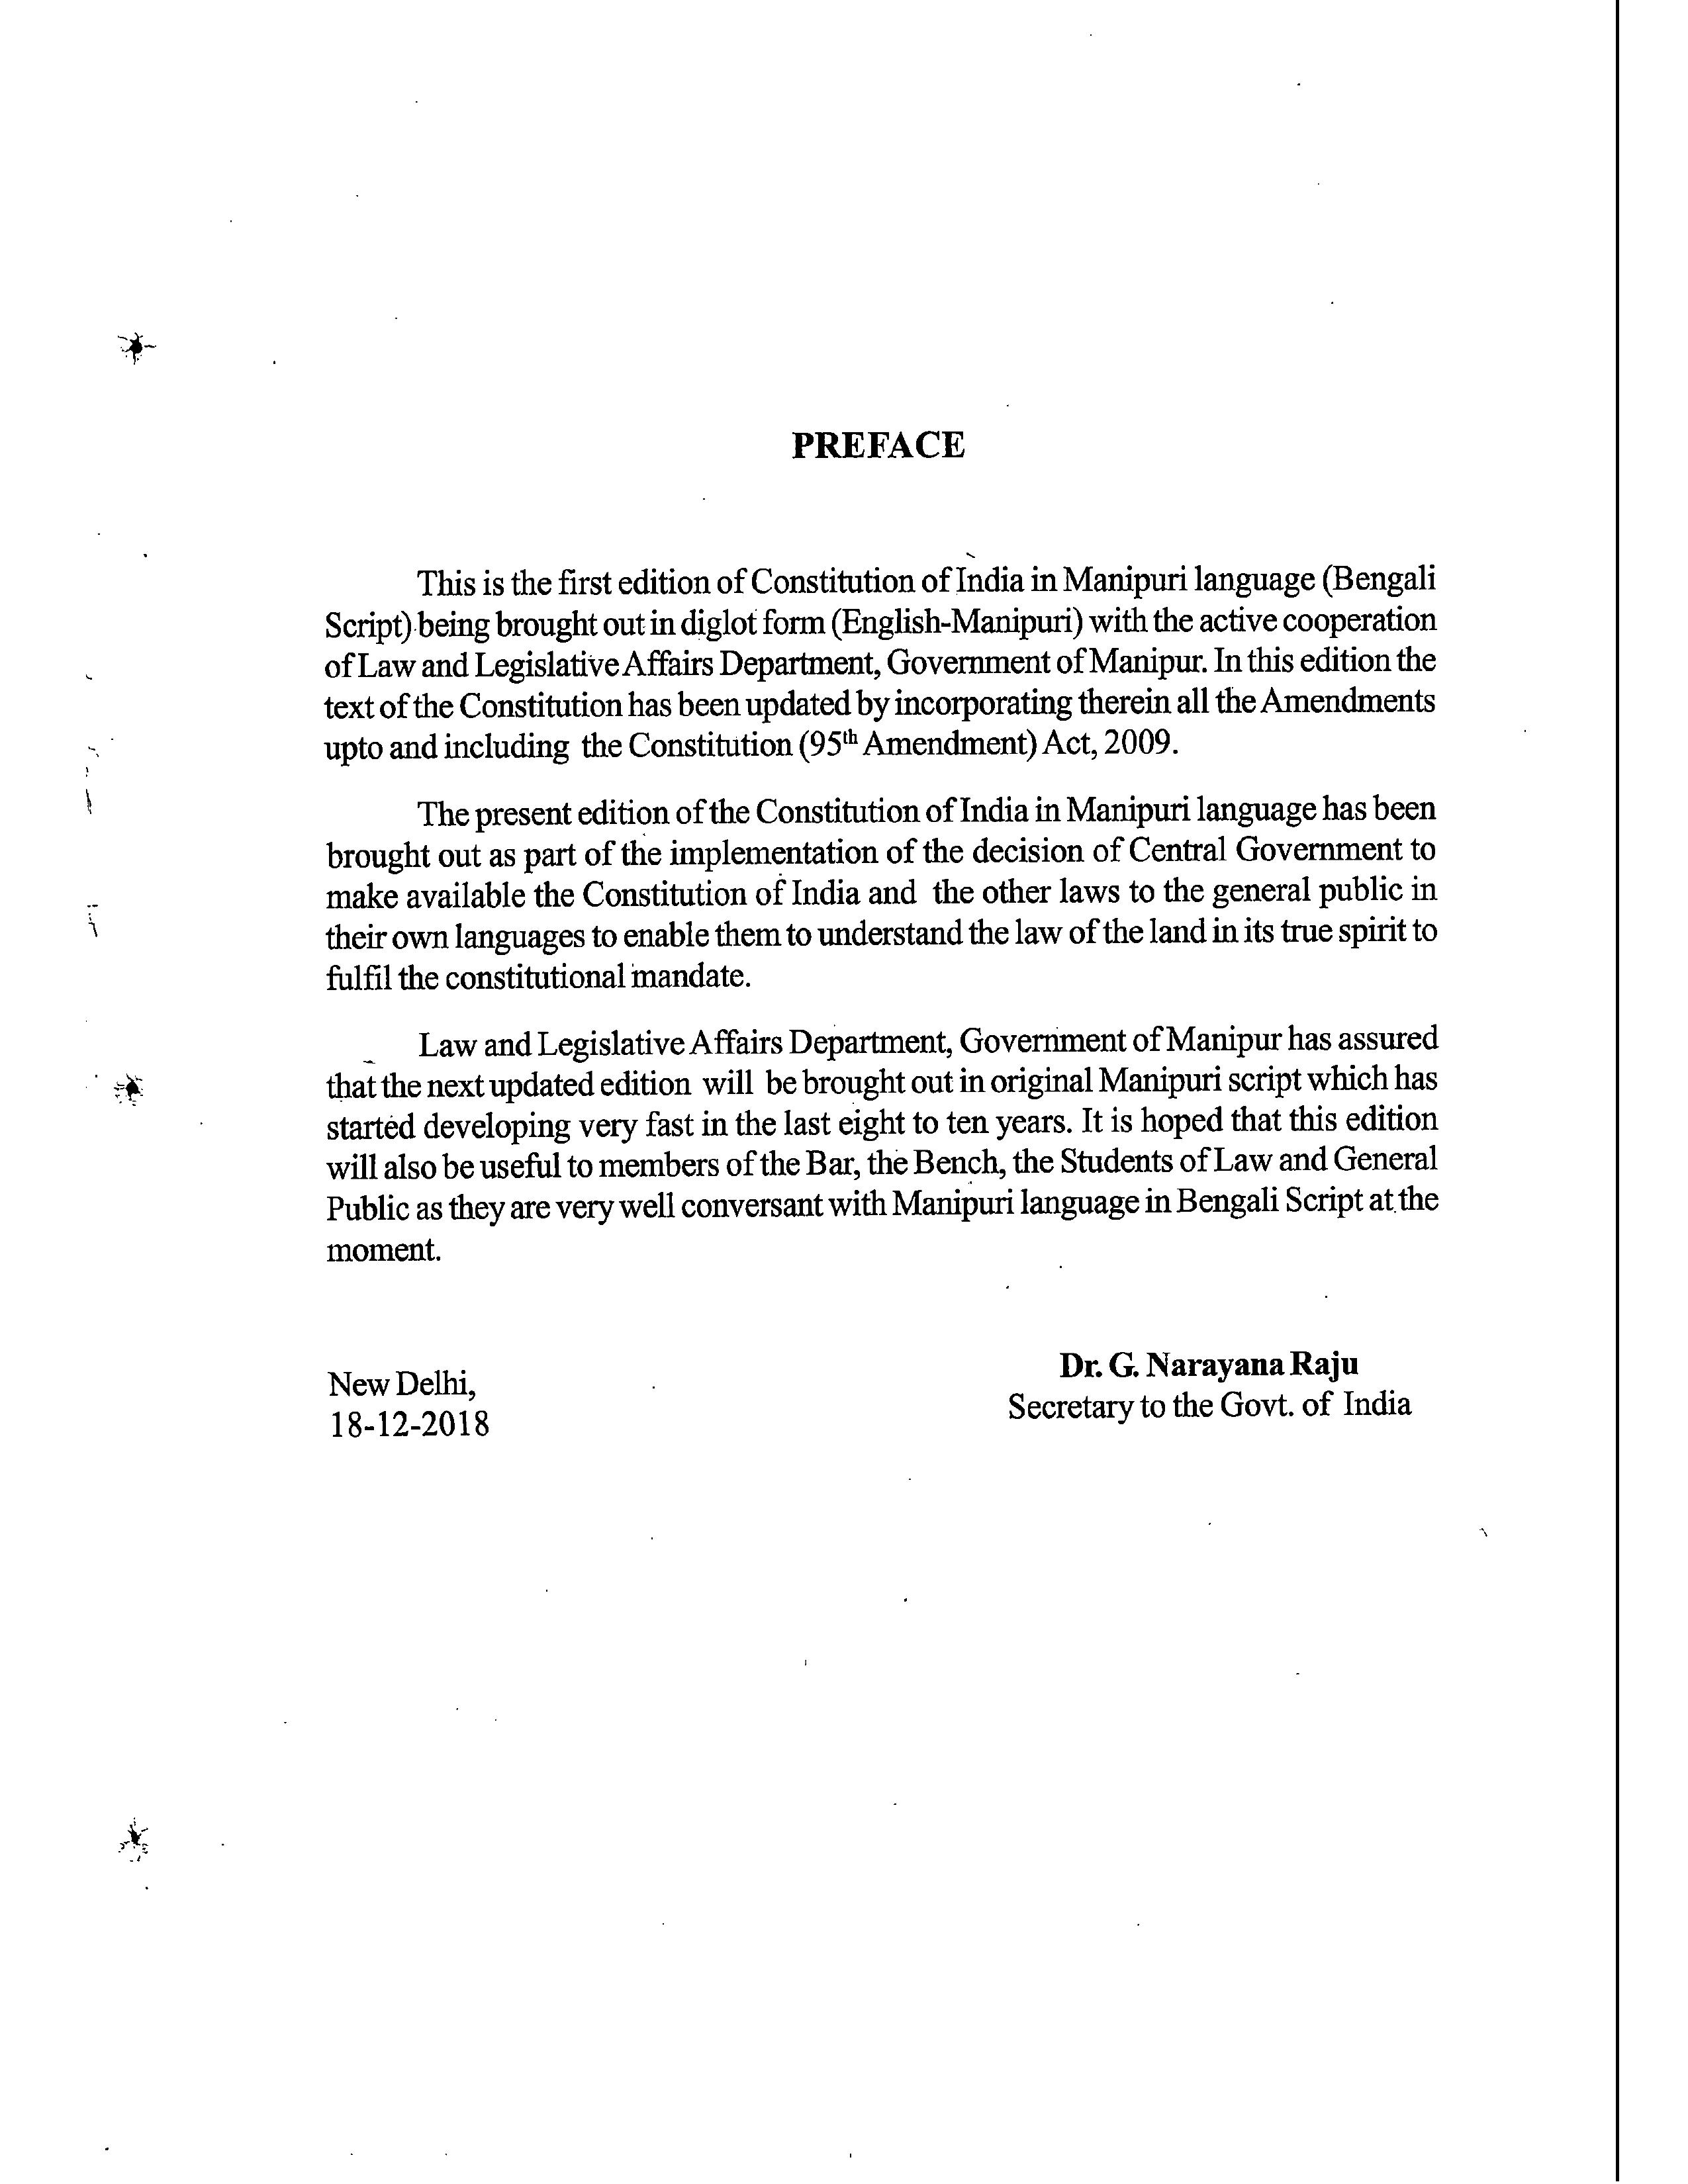 PREFACE
This is the first edition of Constitution of India in Manipuri language (Bengali
Script) being brought out in diglot form (English-Manipuri) with the active cooperation
of Law and Legislative Affairs Department, Government of Manipur. In this edition the
text of the Constitution has been updated by incorporating therein all the Amendments
upto and including the Constitution (95th Amendment) Act, 2009.
The present edition of the Constitution of India in Manipuri language has been
brought out as part of the implementation of the decision of Central Government to
make available the Constitution of India and the other laws to the general public in
their own languages to enable them to understand the law of the land in its true spirit to
fulfil the constitutional mandate.
Law and Legislative Affairs Department, Government of Manipur has assured
that the next updated edition will be brought out in original Manipuri script which has
started developing very fast in the last eight to ten years. It is hoped that this edition
will also be useful to members of the Bar, the Bench, the Students of Law and General
Public as they are very well conversant with Manipuri language in Bengali Script at the
moment.
Dr. G. Narayana Raju
Secretary to the Govt. of India
New Delhi,
18-12-2018